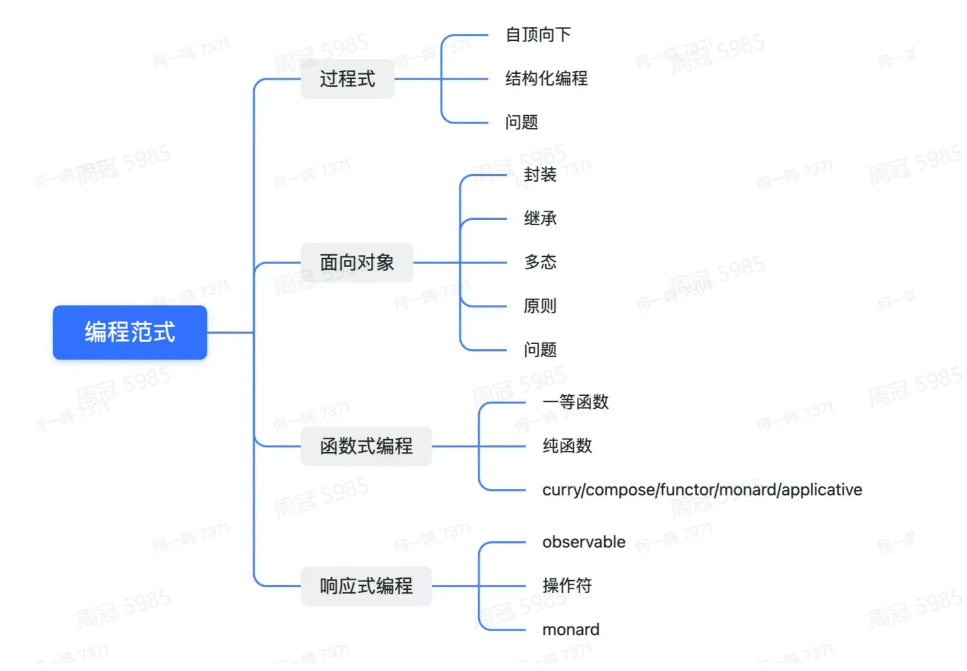 编程范式
过程式
自顶向下
结构化编程
问题
面向对象
封装
继承
多态
原则
问题
函数式编程
一等函数
纯函数
curry/compose/functor/monard/applicative
响应式编程
observable
操作符
monard
周冠 5985
何一鸣 7371